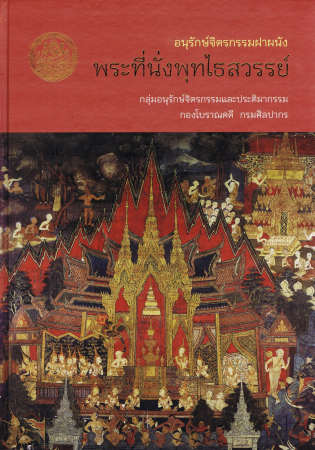 อนุรักษ์จิตรกรรมฝาผนัง
พระที่นั่งพุทไธสวรรย์
กลุ่มอนุรักษ์จิตรกรรมและประติมากรรม
กองโบราณคดี กรมศิลปากร